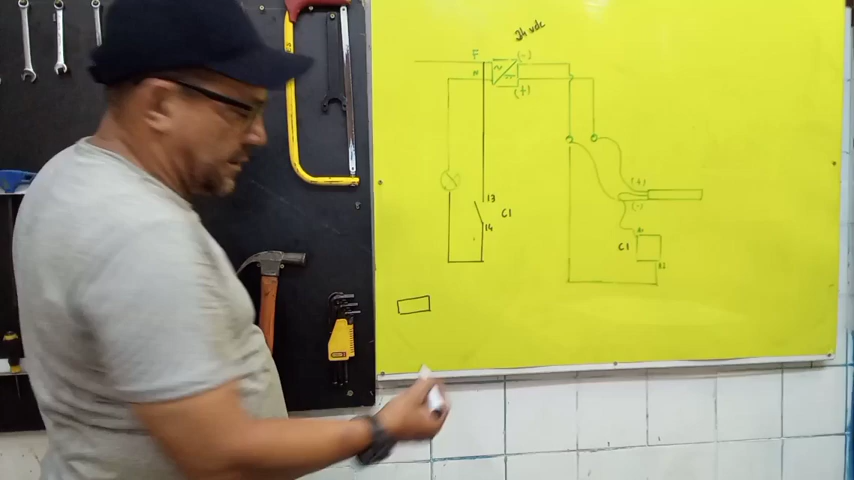 24 vdc
F (-)
N
(+)
(+)
13
(-)
C1
14
A1
C1
A2